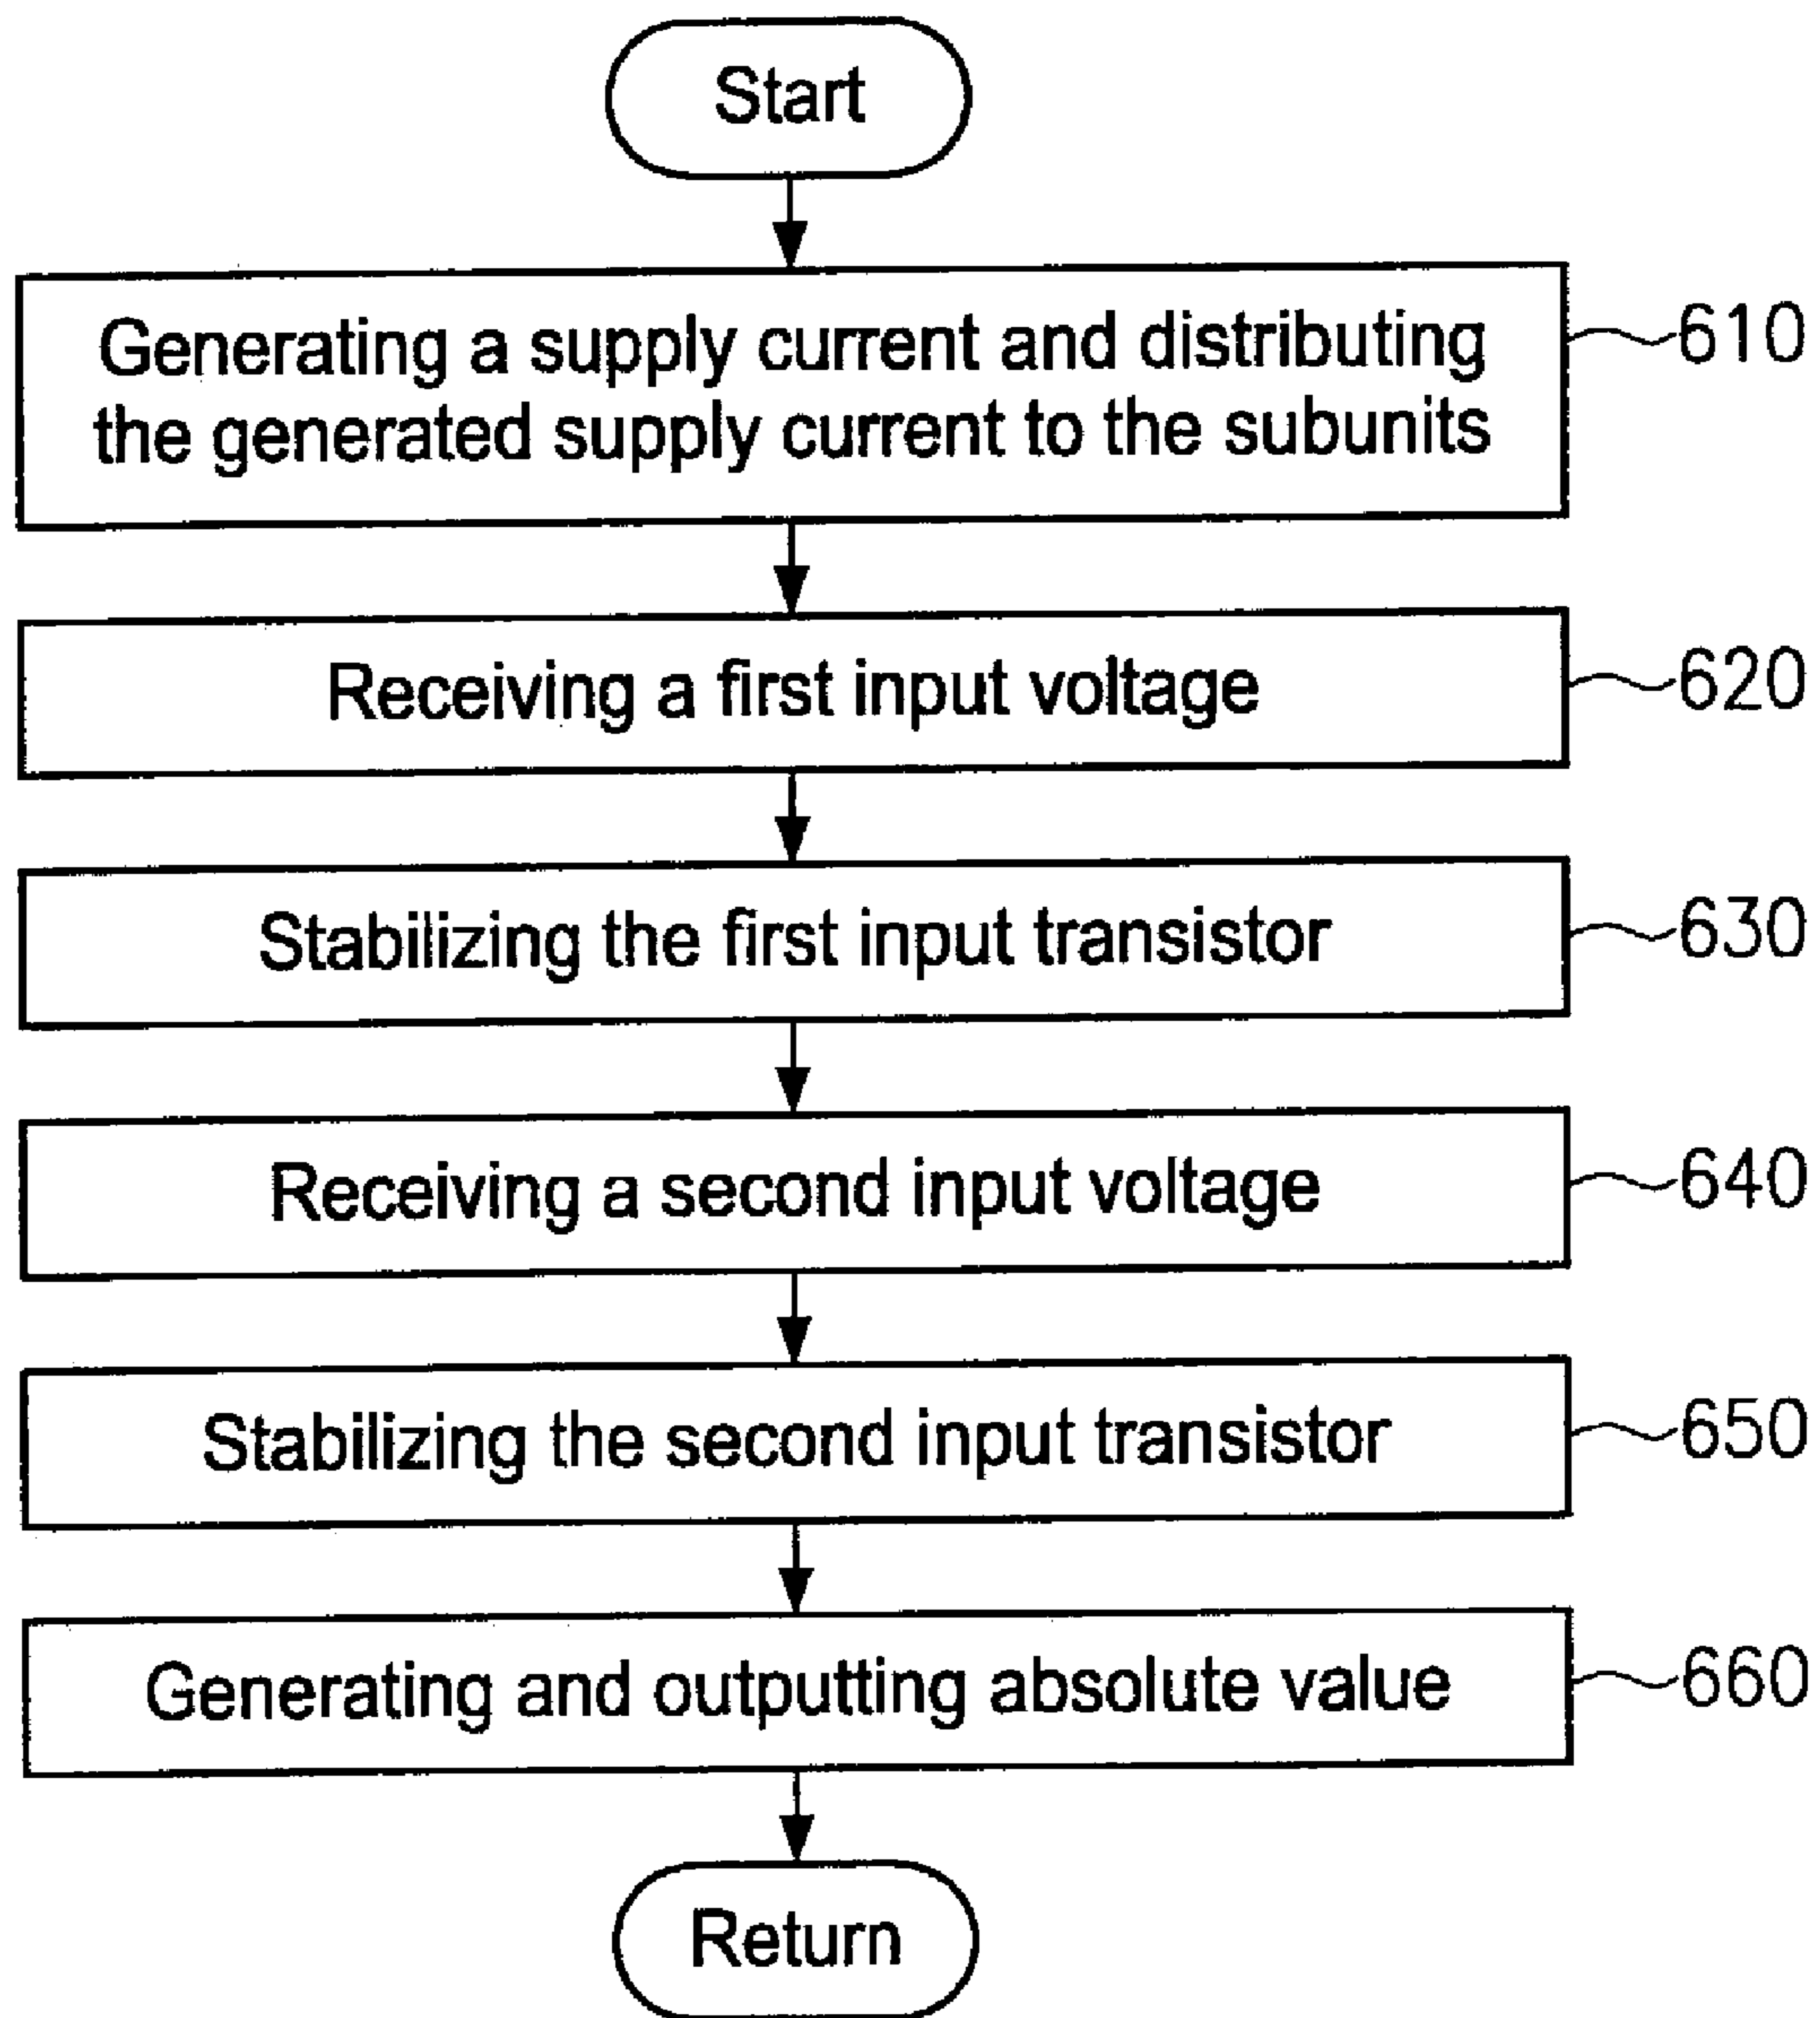 Start
Generating a supply current and distributing
the generated supply current to the subunits
610
Receiving a first input voltage
620
Stabilizing the first input transistor
630
Receiving a second input voltage
640
Stabilizing the second input transistor
650
Generating and outputting absolute value
660
Return